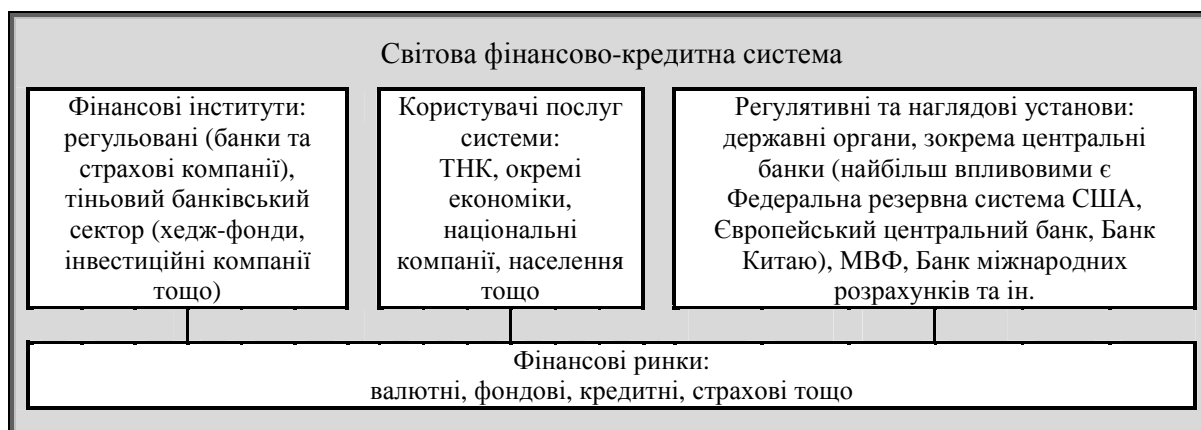 Світова фінансово-кредитна система
Фінансові інститути:
регульовані (банки та
страхові компанії),
тіньовий банківський
сектор (хедж-фонди,
інвестиційні компанії
тощо)
Користувачі послуг
системи:
ТНК, окремі
економіки,
національні
компанії, населення
тощо
Регулятивні та наглядові установи:
державні органи, зокрема центральні
банки (найбільш впливовими є
Федеральна резервна система США,
Європейський центральний банк, Банк
Китаю), МВФ, Банк міжнародних
розрахунків та ін.
Фінансові ринки:
валютні, фондові, кредитні, страхові тощо